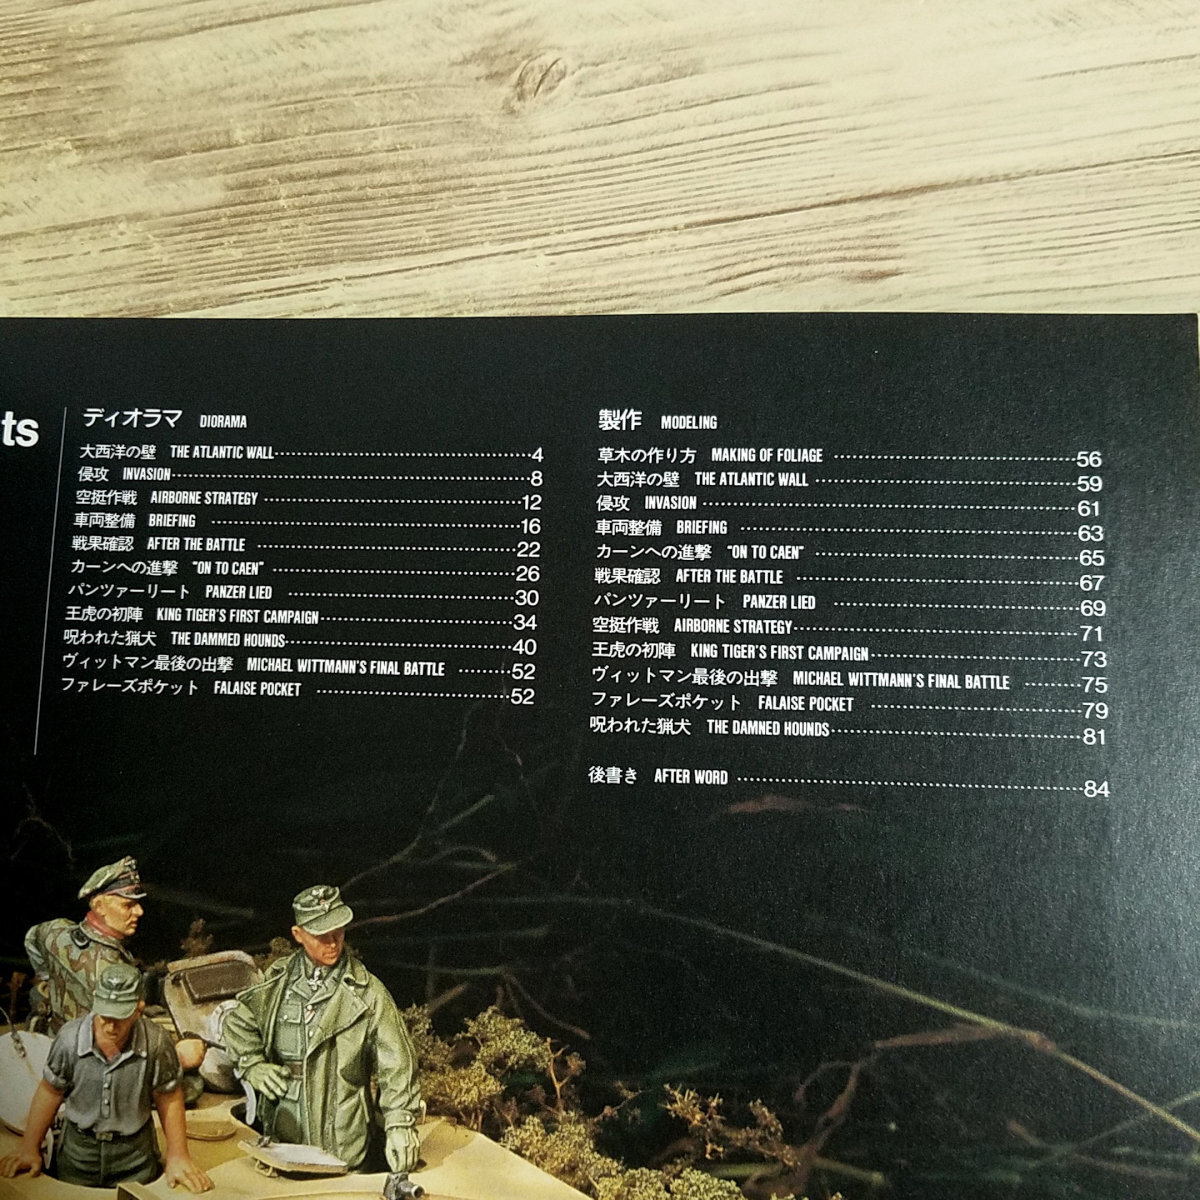 ts
ディオラマ DIORAMA
大西洋の壁 THE ATLANTIC WALL 4
侵攻 INVASION 8
空挺作戦 AIRBORNE STRATEGY 12
車両整備 BRIEFING 16
戦果確認 AFTER THE BATTLE 22
カーンへの進撃 "ON TO CAEN" 26
パンツァーリート PANZER LIED 30
王虎の初陣 KING TIGER'S FIRST CAMPAIGN 34
呪われた猟犬 THE DAMMED HOUNDS 40
ヴィットマン最後の出撃 MICHAEL WITTMANN'S FINAL BATTLE 52
ファレーズポケット FALAISE POCKET 52
製作 MODELING
草木の作り方 MAKING OF FOLIAGE 56
大西洋の壁 THE ATLANTIC WALL 59
侵攻 INVASION 61
車両整備 BRIEFING 63
カーンへの進撃 "ON TO CAEN" 65
戦果確認 AFTER THE BATTLE 67
パンツァーリート PANZER LIED 69
空挺作戦 AIRBORNE STRATEGY 71
王虎の初陣 KING TIGER'S FIRST CAMPAIGN 73
ヴィットマン最後の出撃 MICHAEL WITTMANN'S FINAL BATTLE 75
ファレーズポケット FALAISE POCKET 79
呪われた猟犬 THE DAMNED HOUNDS 81
後書き AFTER WORD 84